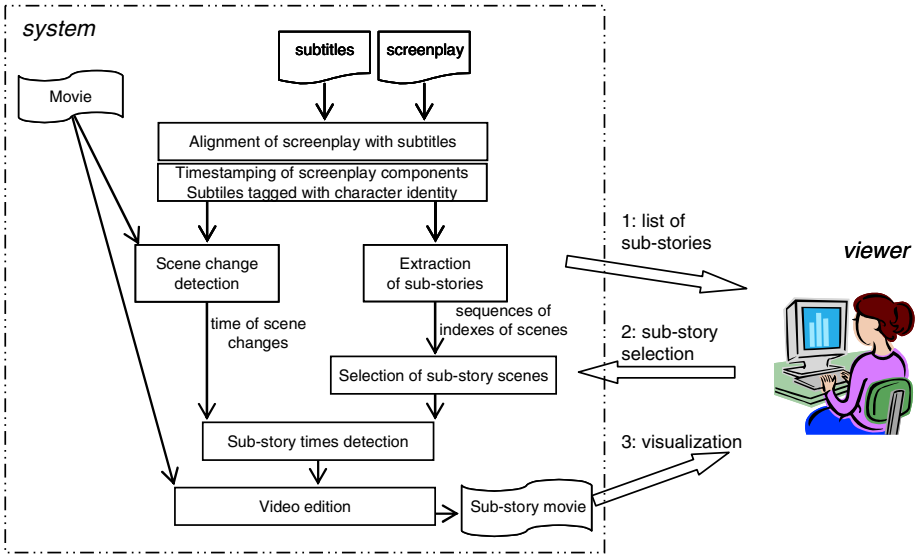 system
subtitles
screenplay
Movie
Alignment of screenplay with subtitles
Timestamping of screenplay components
Subtiles tagged with character identity
1: list of
sub-stories
viewer
Scene change
detection
Extraction
of sub-stories
time of scene
changes
sequences of
indexes of scenes
2: sub-story
selection
Selection of sub-story scenes
Sub-story times detection
3: visualization
Video edition
Sub-story movie